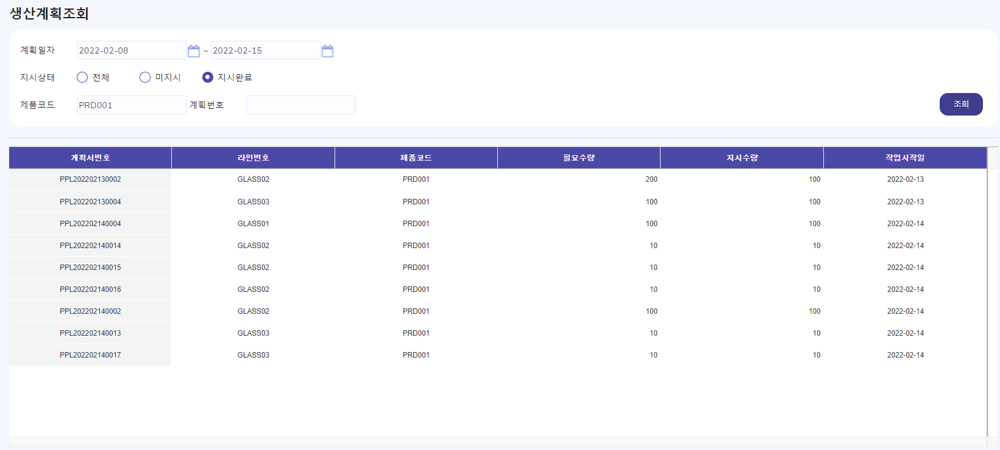 생산계획조회
계획일자 2022-02-08 ~ 2022-02-15
지시상태 전체 미지시 지시완료
제품코드 PRD001 계획번호 조회
계획서번호 라인번호 제품코드 필요수량 지시수량 작업시작일
PPL202202130002 GLASS02 PRD001 200 100 2022-02-13
PPL202202130004 GLASS03 PRD001 100 100 2022-02-13
PPL202202140004 GLASS01 PRD001 100 100 2022-02-14
PPL202202140014 GLASS02 PRD001 10 10 2022-02-14
PPL202202140015 GLASS02 PRD001 10 10 2022-02-14
PPL202202140016 GLASS02 PRD001 10 10 2022-02-14
PPL202202140002 GLASS02 PRD001 100 100 2022-02-14
PPL202202140013 GLASS03 PRD001 10 10 2022-02-14
PPL202202140017 GLASS03 PRD001 10 10 2022-02-14